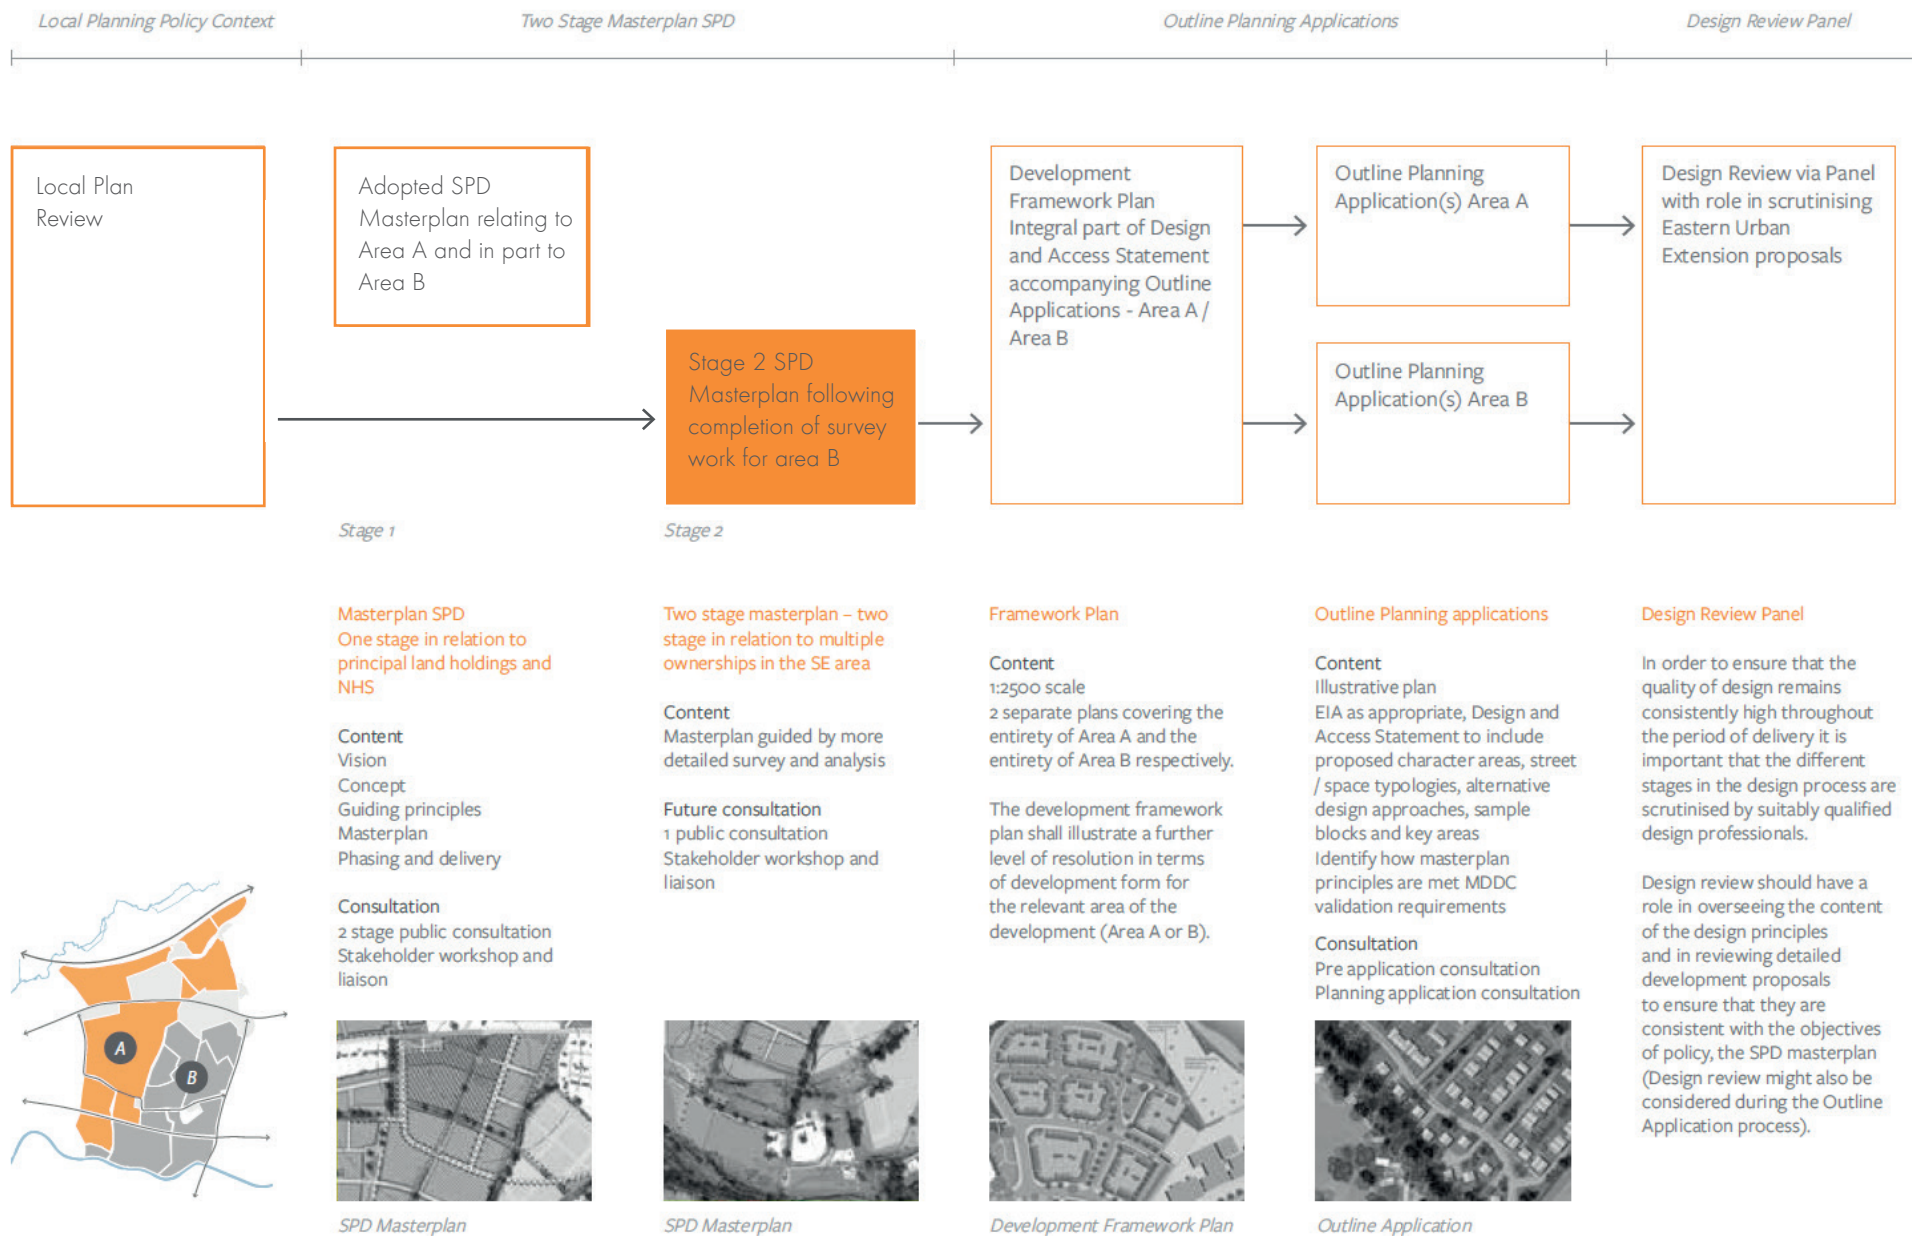 Local Planning Policy Context
Two Stage Masterplan SPD
Outline Planning Applications
Design Review Panel
Local Plan
Review
Adopted SPD
Masterplan relating to
Area A and in part to
Area B
Stage 2 SPD
Masterplan following
completion of survey
work for area B
Development
Framework Plan
Integral part of Design
and Access Statement
accompanying Outline
Applications - Area A /
Area B
Outline Planning
Application(s) Area A
Outline Planning
Application(s) Area B
Design Review via Panel
with role in scrutinising
Eastern Urban
Extension proposals
Stage 1
Stage 2
Masterplan SPD
One stage in relation to
principal land holdings and
NHS
Content
Vision
Concept
Guiding principles
Masterplan
Phasing and delivery
Consultation
2 stage public consultation
Stakeholder workshop and
liaison
Two stage masterplan – two
stage in relation to multiple
ownerships in the SE area
Content
Masterplan guided by more
detailed survey and analysis
Future consultation
1 public consultation
Stakeholder workshop and
liaison
Framework Plan
Content
1:2500 scale
2 separate plans covering the
entirety of Area A and the
entirety of Area B respectively.
The development framework
plan shall illustrate a further
level of resolution in terms
of development form for
the relevant area of the
development (Area A or B).
Outline Planning applications
Content
Illustrative plan
EIA as appropriate, Design and
Access Statement to include
proposed character areas, street
/ space typologies, alternative
design approaches, sample
blocks and key areas
Identify how masterplan
principles are met MDDC
validation requirements
Consultation
Pre application consultation
Planning application consultation
Design Review Panel
In order to ensure that the
quality of design remains
consistently high throughout
the period of delivery it is
important that the different
stages in the design process are
scrutinised by suitably qualified
design professionals.
Design review should have a
role in overseeing the content
of the design principles
and in reviewing detailed
development proposals
to ensure that they are
consistent with the objectives
of policy, the SPD masterplan
(Design review might also be
considered during the Outline
Application process).
A
B
SPD Masterplan
SPD Masterplan
Development Framework Plan
Outline Application